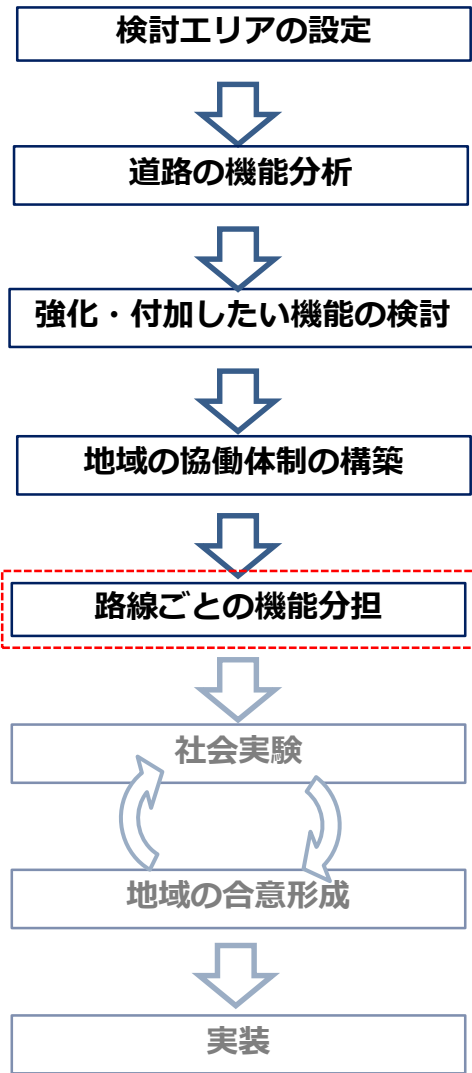 検討エリアの設定
道路の機能分析
強化・付加したい機能の検討
地域の協働体制の構築
路線ごとの機能分担
社会実験
地域の合意形成
実装